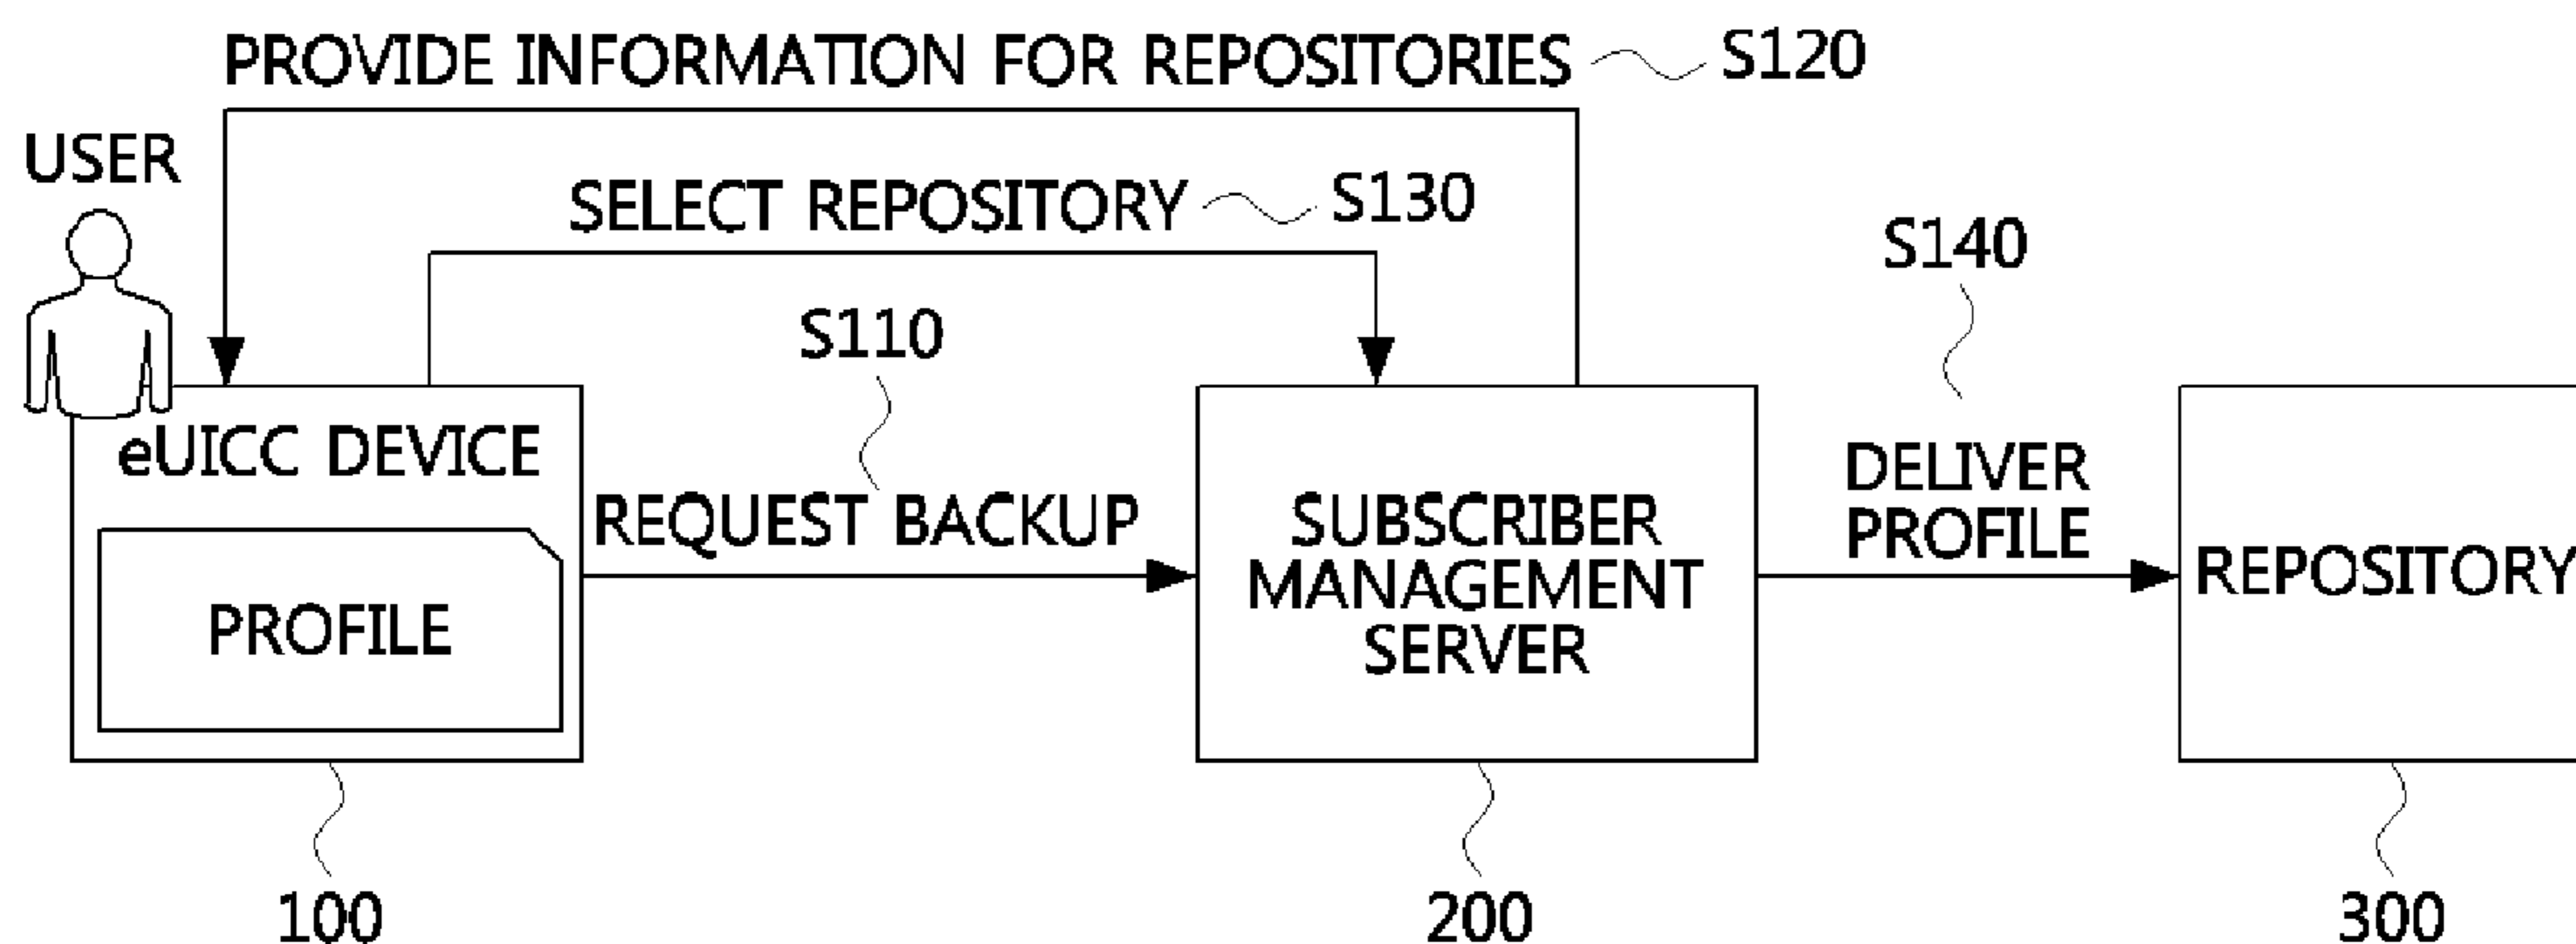 PROVIDE INFORMATION FOR REPOSITORIES S120
USER
SELECT REPOSITORY S130
S140
S110
eUICC DEVICE
PROFILE
REQUEST BACKUP
SUBSCRIBER
MANAGEMENT
SERVER
DELIVER
PROFILE
REPOSITORY
100
200
300